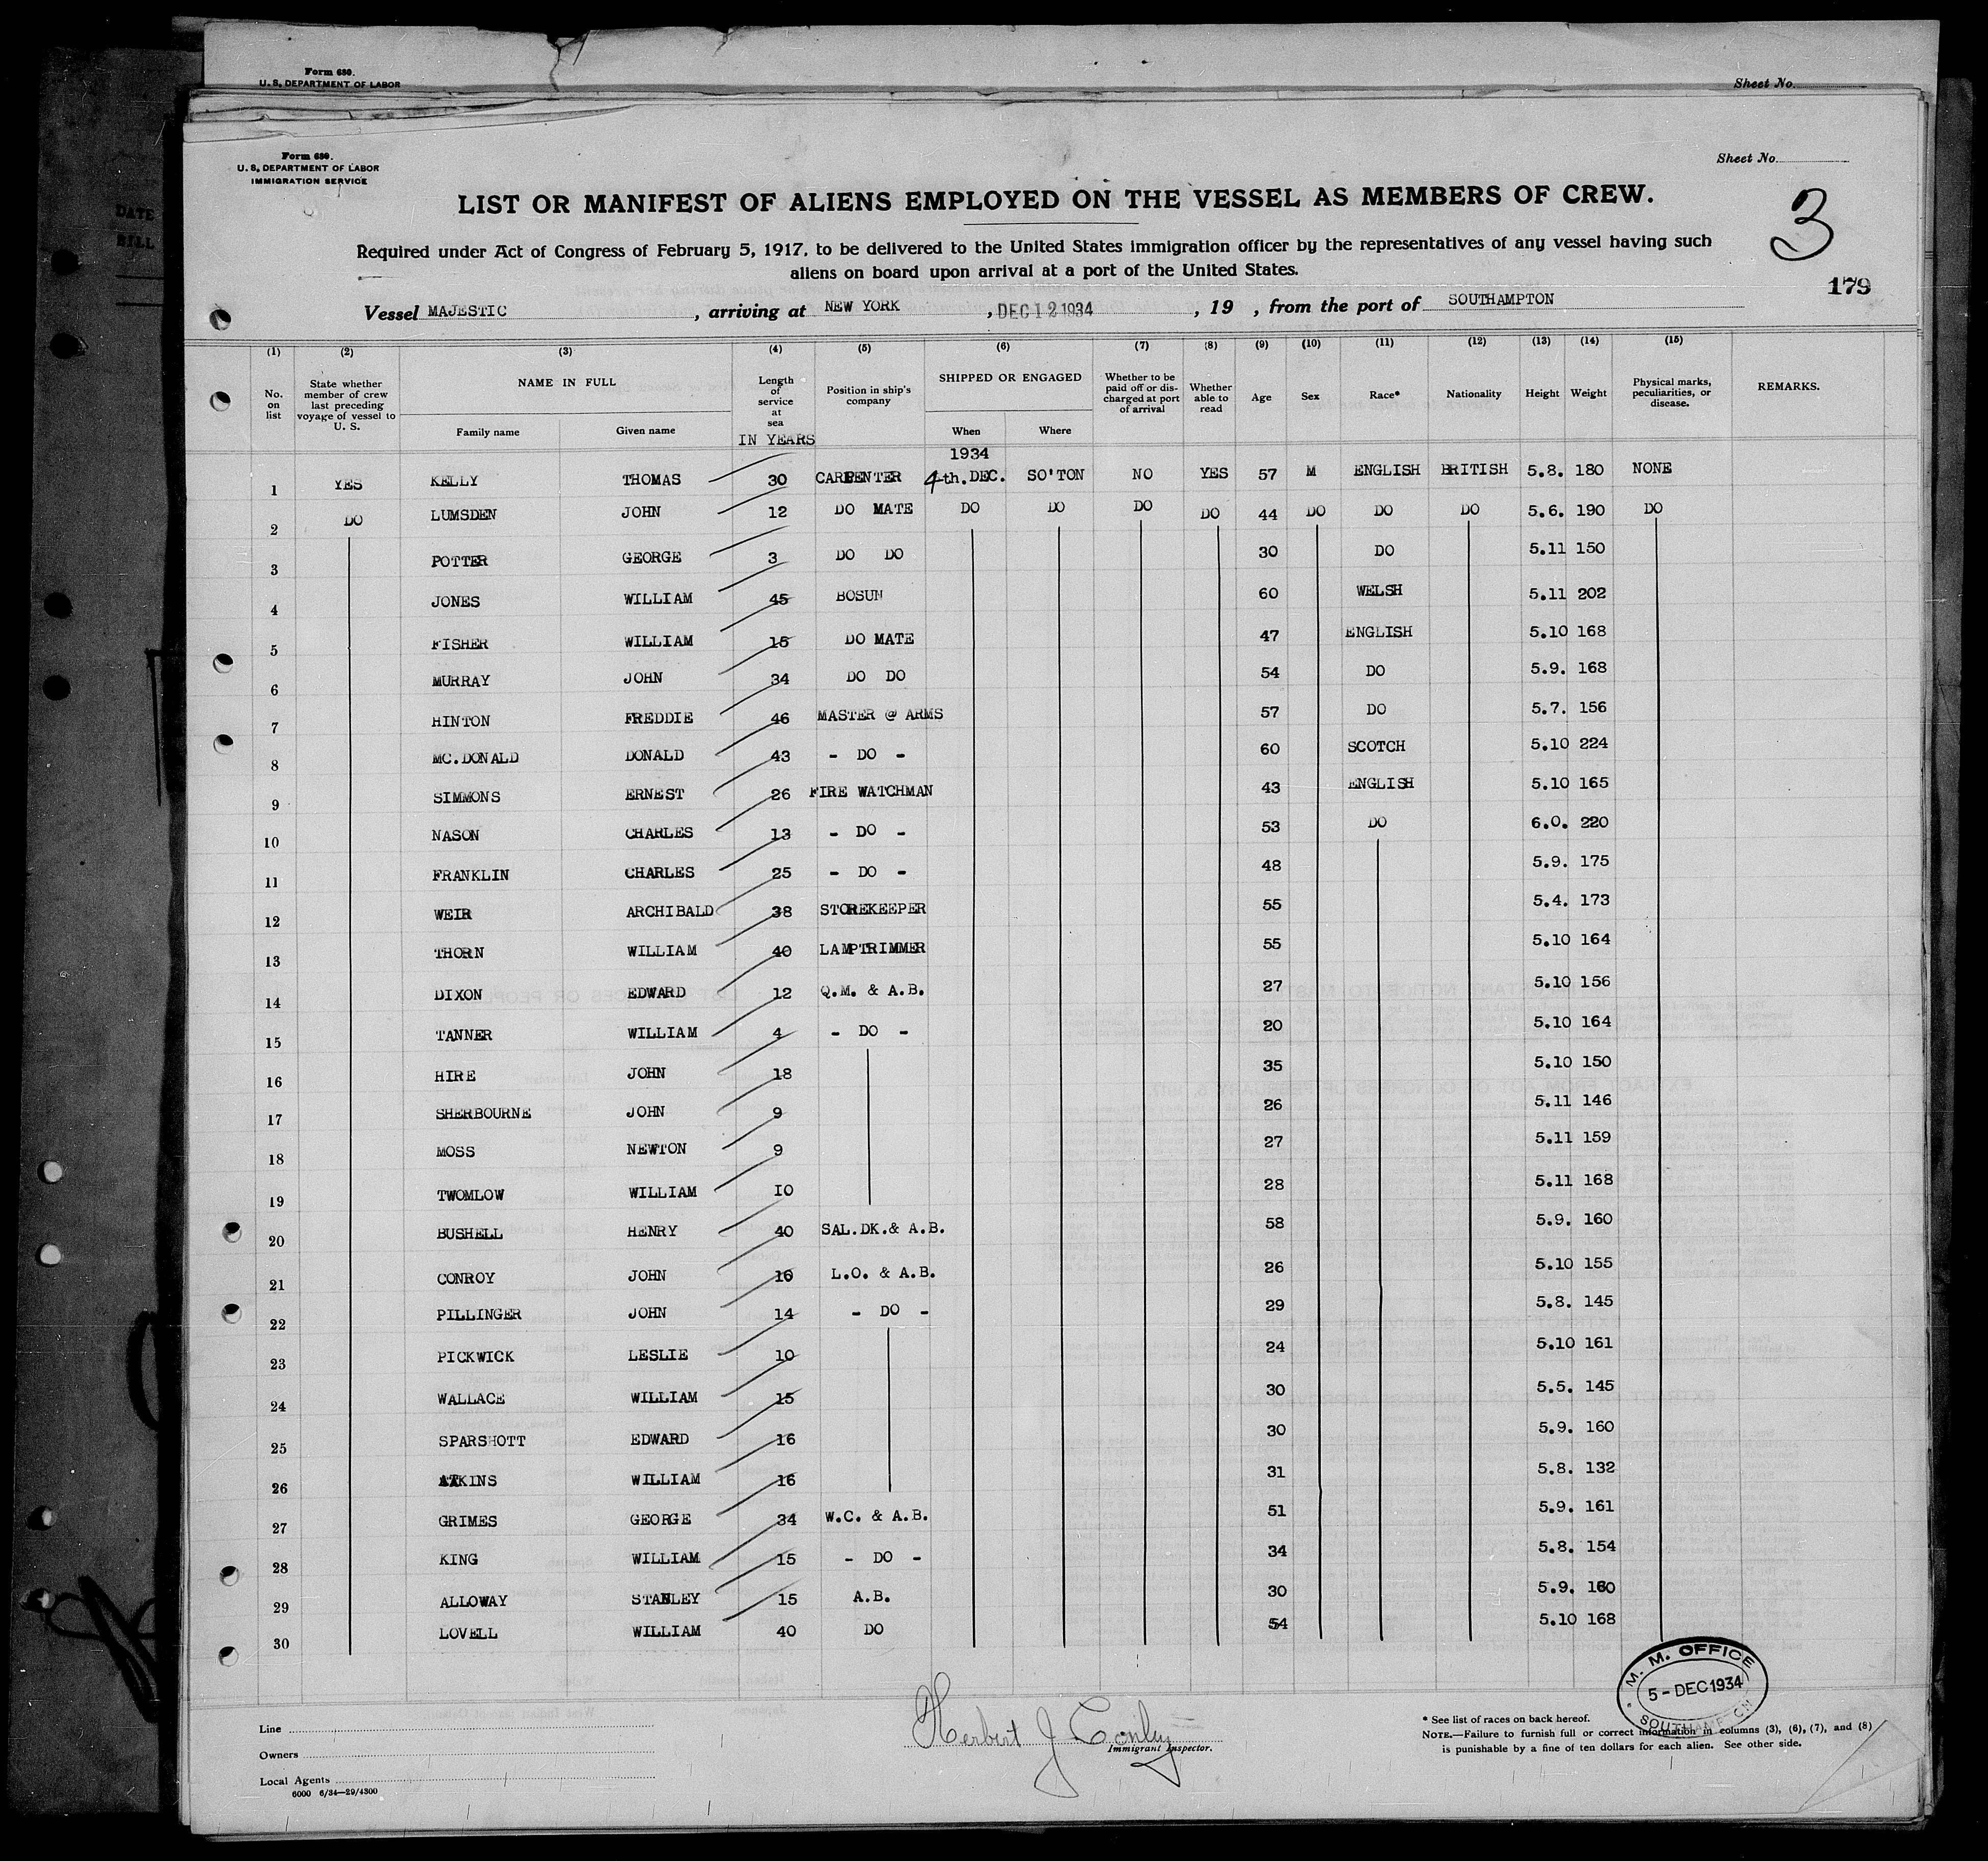 Form 680.
U. S. DEPARTMENT OF LABOR
Sheet No.
DATE
BILL
Form 680.
U. S. DEPARTMENT OF LABOR
IMMIGRATION SERVICE
Sheet No.
LIST OR MANIFEST OF ALIENS EMPLOYED ON THE VESSEL AS MEMBERS OF CREW.
3
Required under Act of Congress of February 5, 1917, to be delivered to the United States immigration officer by the representatives of any vessel having such
aliens on board upon arrival at a port of the United States.
179
Vessel MAJESTIC , arriving at NEW YORK , DEC 12 1934 , 19 , from the port of SOUTHAMPTON
(1) (2) (3) (4) (5) (6) (7) (8) (9) (10) (11) (12) (13) (14) (15)
No. on list State whether member of crew last preceding voyage of vessel to U. S. NAME IN FULL Family name Given name Length of service at sea IN YEARS Position in ship's company SHIPPED OR ENGAGED When Where Whether to be paid off or discharged at port of arrival Whether able to read Age Sex Race* Nationality Height Weight Physical marks, peculiarities, or disease. REMARKS.
1934
1 YES KELLY THOMAS 30 CARPENTER 4th. DEC. SO'TON NO YES 57 M ENGLISH BRITISH 5.8. 180 NONE
2 DO LUMSDEN JOHN 12 DO MATE DO DO DO DO 44 DO DO DO 5.6. 190 DO
3 POTTER GEORGE 3 DO DO 30 DO 5.11 150
4 JONES WILLIAM 45 BOSUN 60 WELSH 5.11 202
5 FISHER WILLIAM 15 DO MATE 47 ENGLISH 5.10 168
6 MURRAY JOHN 34 DO DO 54 DO 5.9. 168
7 HINTON FREDDIE 46 MASTER @ ARMS 57 DO 5.7. 156
8 MC.DONALD DONALD 43 - DO - 60 SCOTCH 5.10 224
9 SIMMONS ERNEST 26 FIRE WATCHMAN 43 ENGLISH 5.10 165
10 NASON CHARLES 13 - DO - 53 DO 6.0. 220
11 FRANKLIN CHARLES 25 - DO - 48 5.9. 175
12 WEIR ARCHIBALD 38 STOREKEEPER 55 5.4. 173
13 THORN WILLIAM 40 LAMPTRIMMER 55 5.10 164
14 DIXON EDWARD 12 Q.M. & A.B. 27 5.10 156
15 TANNER WILLIAM 4 - DO - 20 5.10 164
16 HIRE JOHN 18 35 5.10 150
17 SHERBOURNE JOHN 9 26 5.11 146
18 MOSS NEWTON 9 27 5.11 159
19 TWOMLOW WILLIAM IO 28 5.11 168
20 BUSHELL HENRY 40 SAL.DK.& A.B. 58 5.9. 160
21 CONROY JOHN 10 L.O. & A.B. 26 5.10 155
22 PILLINGER JOHN 14 - DO - 29 5.8. 145
23 PICKWICK LESLIE 10 24 5.10 161
24 WALLACE WILLIAM 15 30 5.5. 145
25 SPARSHOTT EDWARD 16 30 5.9. 160
26 ATKINS WILLIAM 16 31 5.8. 132
27 GRIMES GEORGE 34 W.C. & A.B. 51 5.9. 161
28 KING WILLIAM 15 - DO - 34 5.8. 154
29 ALLOWAY STANLEY 15 A.B. 30 5.9. 160
30 LOVELL WILLIAM 40 DO 54 5.10 168
M. M. OFFICE
5 - DEC 1934
SOUTHAMPTON
Line
Owners
Local Agents
6000 6/34—29/4300
Herbert J Conley
Immigrant Inspector.
* See list of races on back hereof.
NOTE.—Failure to furnish full or correct information in columns (3), (6), (7), and (8)
is punishable by a fine of ten dollars for each alien. See other side.